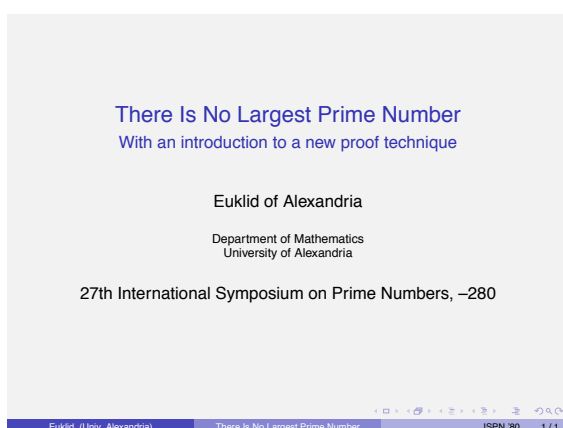 There Is No Largest Prime Number
With an introduction to a new proof technique
Euklid of Alexandria
Department of Mathematics
University of Alexandria
27th International Symposium on Prime Numbers, –280
Euklid (Univ. Alexandria) There Is No Largest Prime Number ISPN ’80 1 / 1